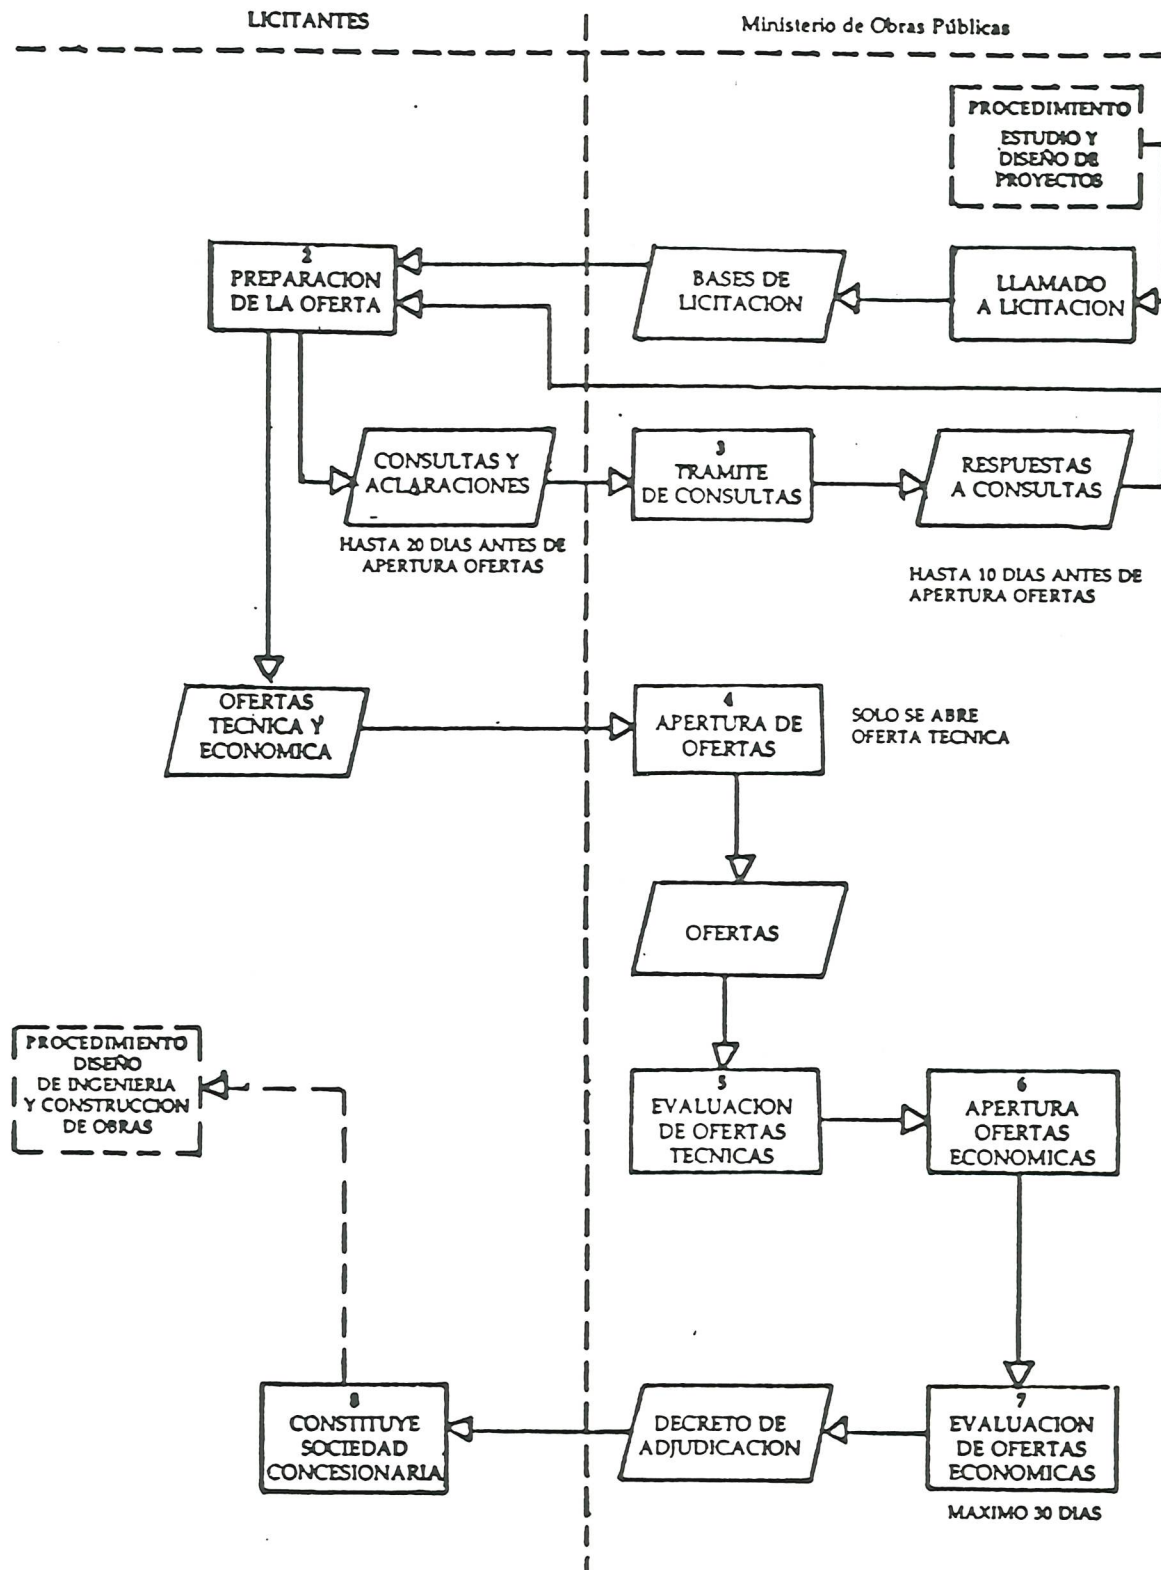 LICITANTES
Ministerio de Obras Públicas
PROCEDIMIENTO
ESTUDIO Y
DISEÑO DE
PROYECTOS
2
PREPARACION
DE LA OFERTA
BASES DE
LICITACION
LLAMADO
A LICITACION
CONSULTAS Y
ACLARACIONES
HASTA 20 DIAS ANTES DE
APERTURA OFERTAS
3
TRAMITE
DE CONSULTAS
RESPUESTAS
A CONSULTAS
HASTA 10 DIAS ANTES DE
APERTURA OFERTAS
OFERTAS
TECNICA Y
ECONOMICA
4
APERTURA DE
OFERTAS
SOLO SE ABRE
OFERTA TECNICA
OFERTAS
PROCEDIMIENTO
DISEÑO
DE INGENIERIA
Y CONSTRUCCION
DE OBRAS
5
EVALUACION
DE OFERTAS
TECNICAS
6
APERTURA
OFERTAS
ECONOMICAS
8
CONSTITUYE
SOCIEDAD
CONCESIONARIA
DECRETO DE
ADJUDICACION
7
EVALUACION
DE OFERTAS
ECONOMICAS
MAXIMO 30 DIAS